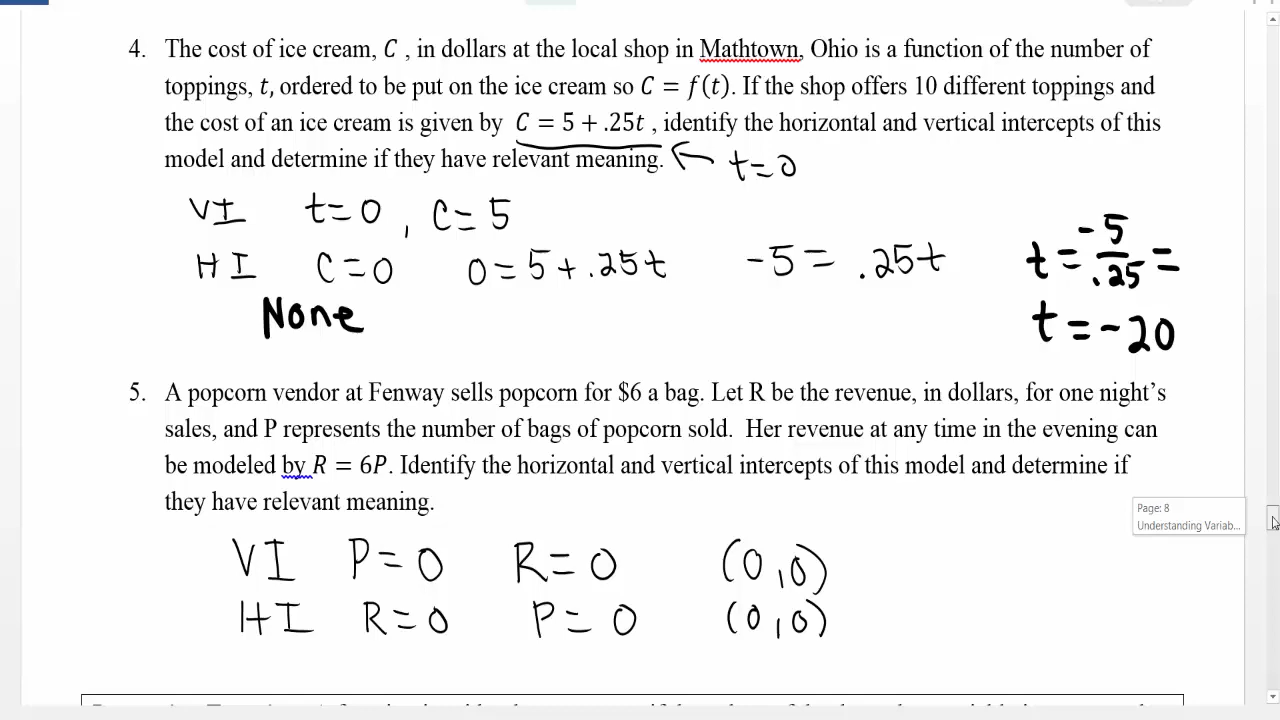 4. The cost of ice cream, C , in dollars at the local shop in Mathtown, Ohio is a function of the number of
toppings, t, ordered to be put on the ice cream so C = f(t). If the shop offers 10 different toppings and
the cost of an ice cream is given by C = 5 + .25t , identify the horizontal and vertical intercepts of this
model and determine if they have relevant meaning. t=0
VI t=0 , C=5
HI C=0 0=5+.25t -5= .25t t= -5/.25 =
None t=-20
5. A popcorn vendor at Fenway sells popcorn for $6 a bag. Let R be the revenue, in dollars, for one night's
sales, and P represents the number of bags of popcorn sold. Her revenue at any time in the evening can
be modeled by R = 6P. Identify the horizontal and vertical intercepts of this model and determine if
they have relevant meaning.
Page: 8
Understanding Variab...
VI P=0 R=0 (0,0)
HI R=0 P=0 (0,0)